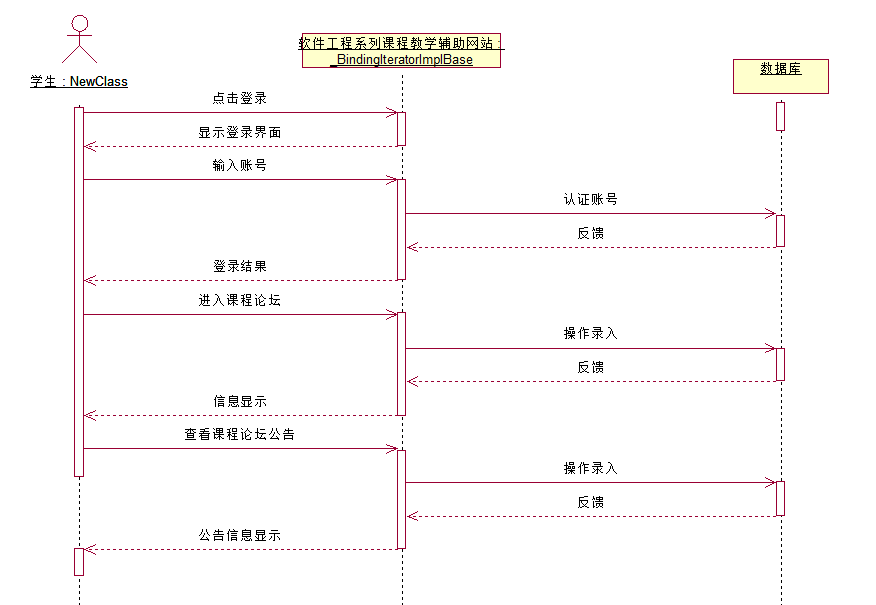 软件工程系列课程教学辅助网站 :
_BindingIteratorImplBase
数据库
学生 : NewClass
点击登录
显示登录界面
输入账号
认证账号
反馈
登录结果
进入课程论坛
操作录入
反馈
信息显示
查看课程论坛公告
操作录入
反馈
公告信息显示